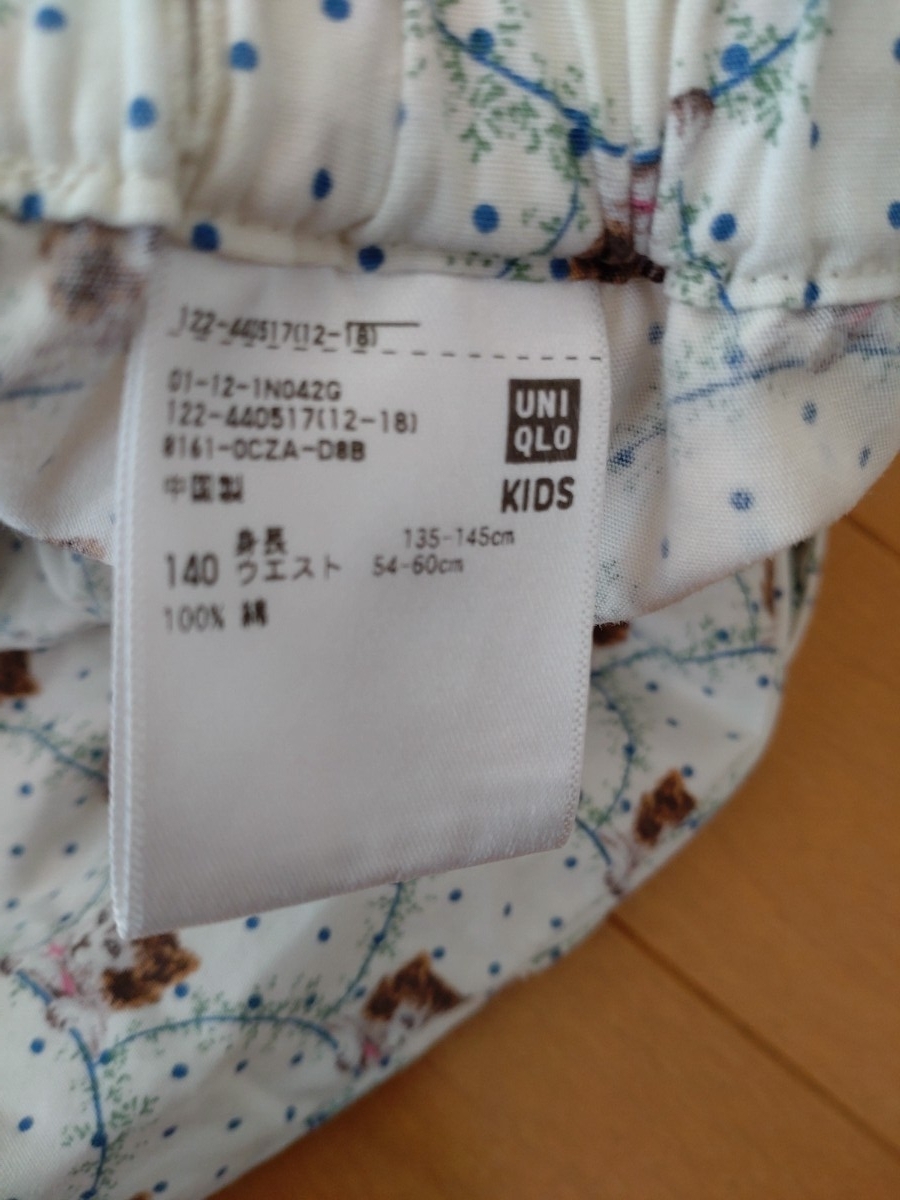 122-440517(12-18)
01-12-1N042G
122-440517(12-18)
0161-0CZA-D8B
中国製
UNI
QLO
KIDS
身長 135-145cm
140 ウエスト 54-60cm
100% 綿